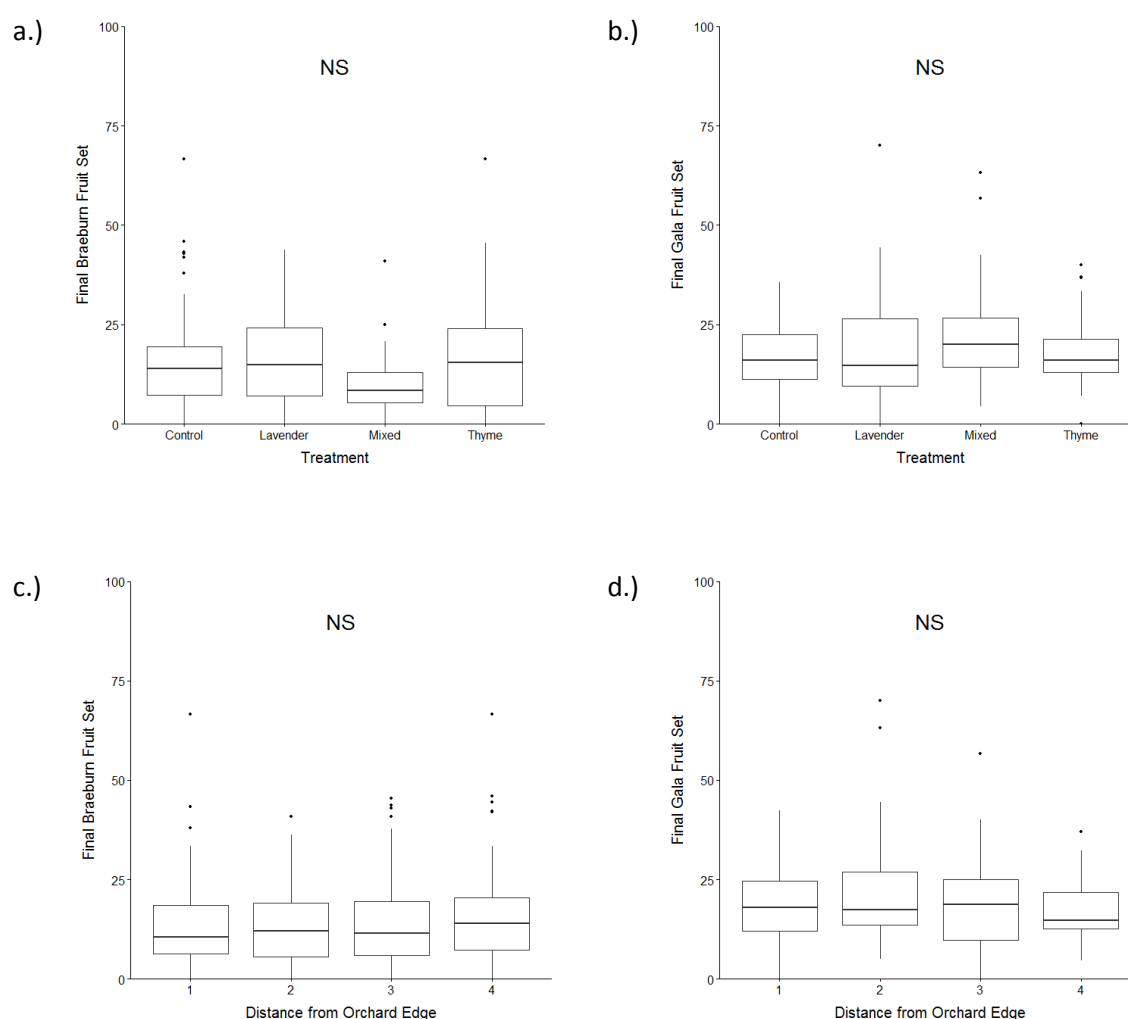 a.)
100
75
50
25
0
Final Braeburn Fruit Set
NS
Control Lavender Mixed Thyme
Treatment
b.)
100
75
50
25
0
Final Gala Fruit Set
NS
Control Lavender Mixed Thyme
Treatment
c.)
100
75
50
25
0
Final Braeburn Fruit Set
NS
1 2 3 4
Distance from Orchard Edge
d.)
100
75
50
25
0
Final Gala Fruit Set
NS
1 2 3 4
Distance from Orchard Edge